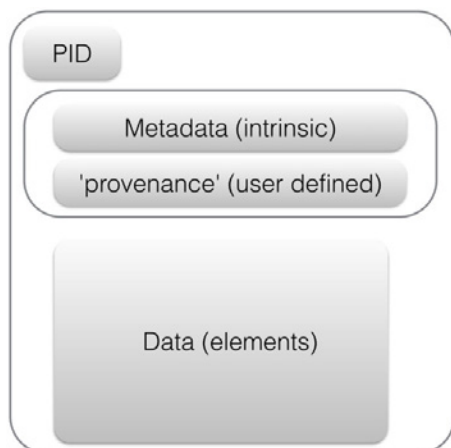 PID
Metadata (intrinsic)
'provenance' (user defined)
Data (elements)